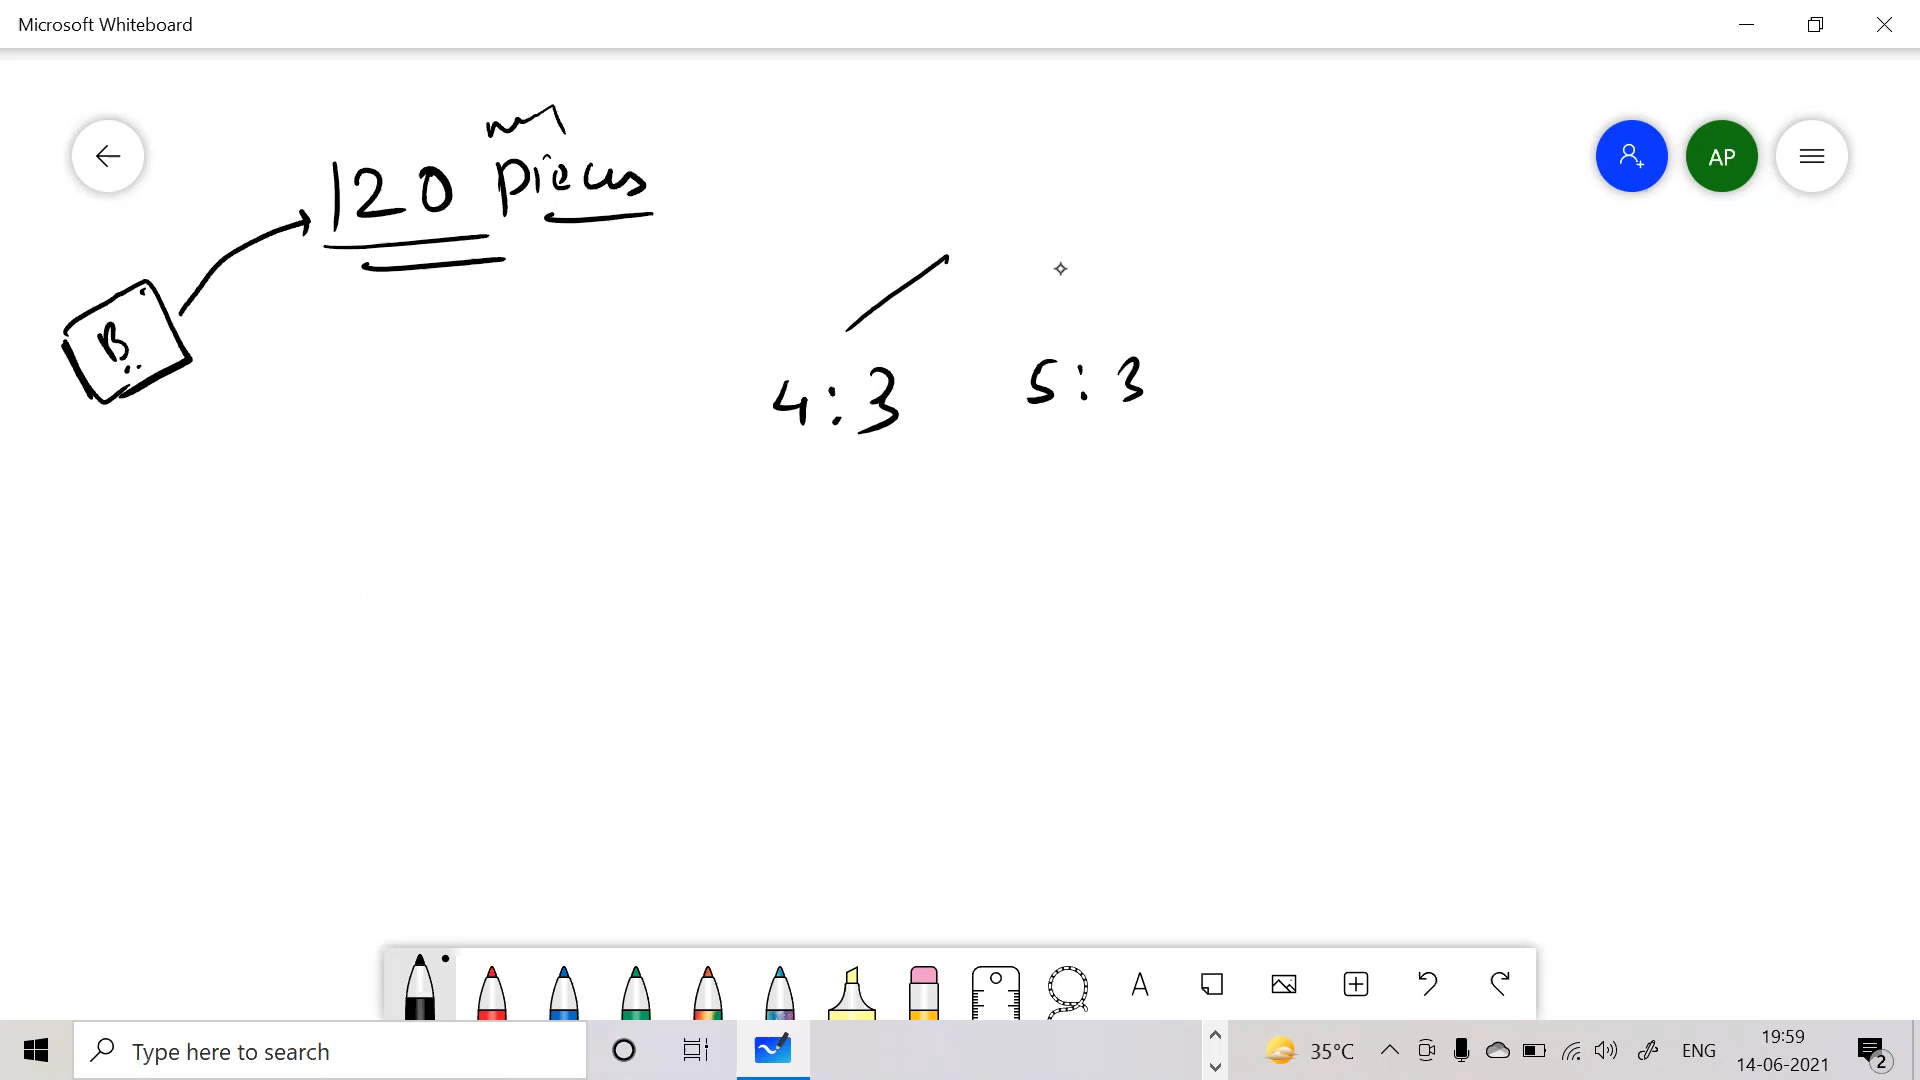 Microsoft Whiteboard
120 Pieces
B
4:3
5:3
AP
A
Type here to search
35°C
ENG
19:59
14-06-2021
2